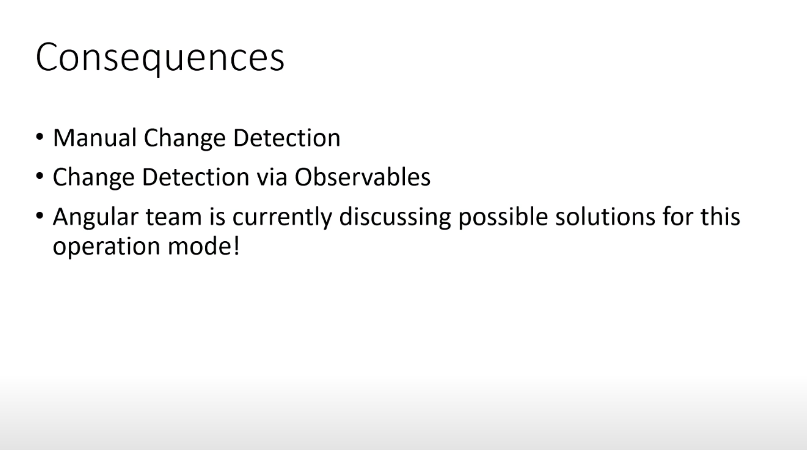 Consequences
• Manual Change Detection
• Change Detection via Observables
• Angular team is currently discussing possible solutions for this
operation mode!